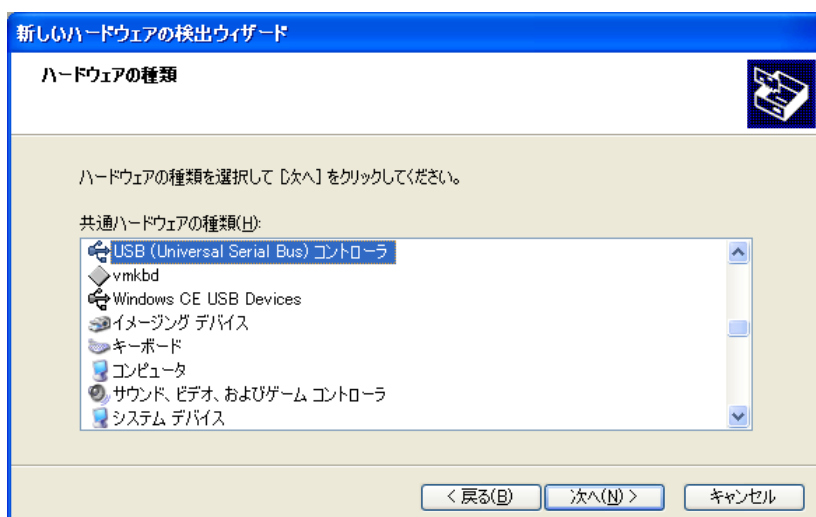 新しいハードウェアの検出ウィザード
ハードウェアの種類
ハードウェアの種類を選択して [次へ] をクリックしてください。
共通ハードウェアの種類(H):
USB (Universal Serial Bus) コントローラ
vmkbd
Windows CE USB Devices
イメージング デバイス
キーボード
コンピュータ
サウンド、ビデオ、およびゲーム コントローラ
システム デバイス
< 戻る(B) 次へ(N) > キャンセル